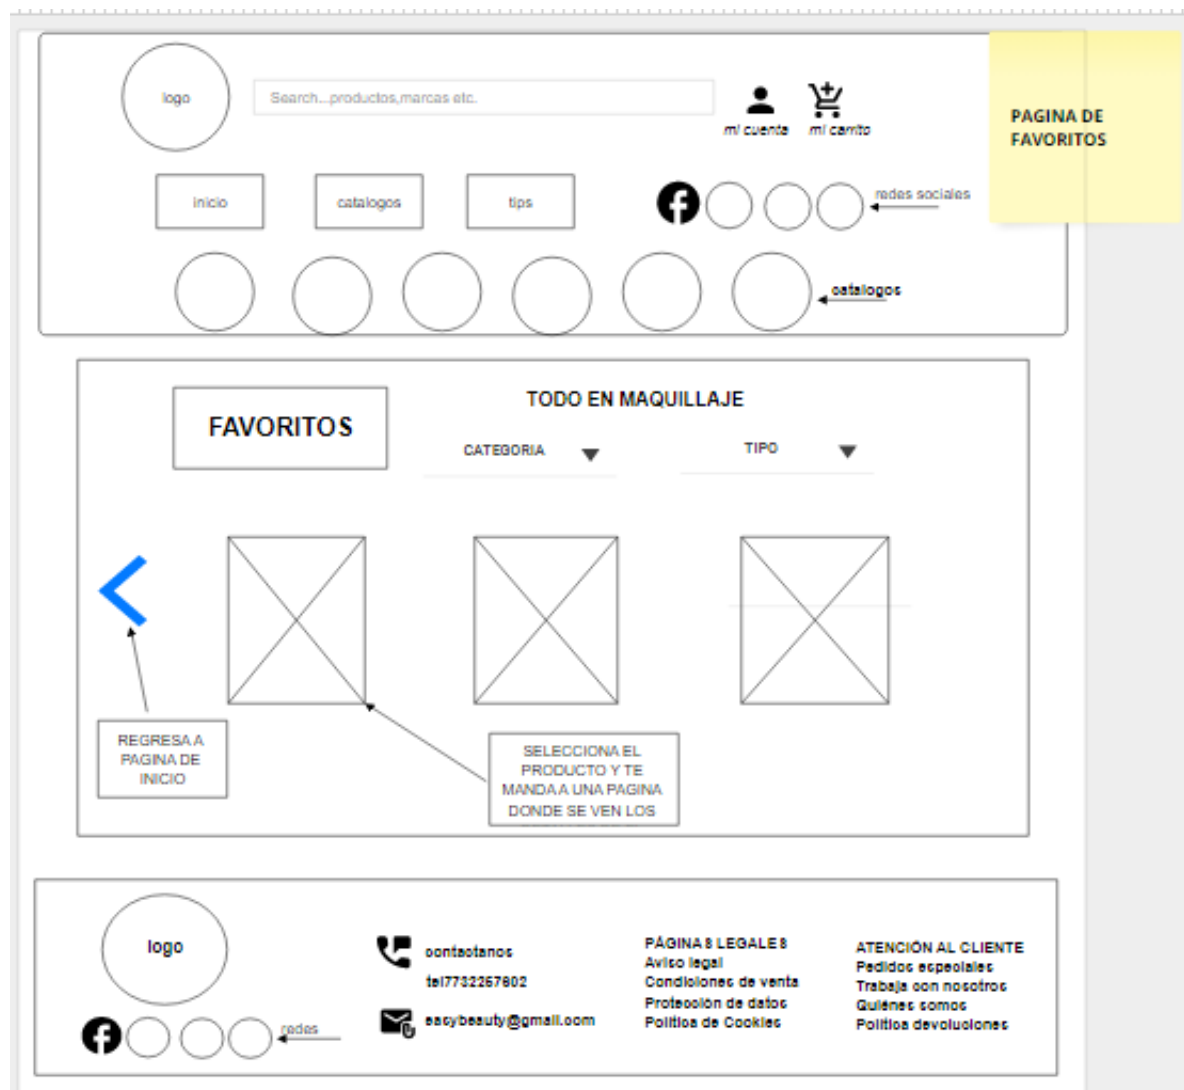 logo
Search...productos,marcas etc.
mi cuenta
mi carrito
PAGINA DE
FAVORITOS
inicio
catalogos
tips
redes sociales
catalogos
FAVORITOS
TODO EN MAQUILLAJE
CATEGORIA
TIPO
REGRESA A
PAGINA DE
INICIO
SELECCIONA EL
PRODUCTO Y TE
MANDA A UNA PAGINA
DONDE SE VEN LOS
logo
redes
contactanos
tel7732267602
easybeauty@gmail.com
PÁGINAS LEGALES
Aviso legal
Condiciones de venta
Protección de datos
Politica de Cookies
ATENCIÓN AL CLIENTE
Pedidos especiales
Trabaja con nosotros
Quiénes somos
Politica devoluciones